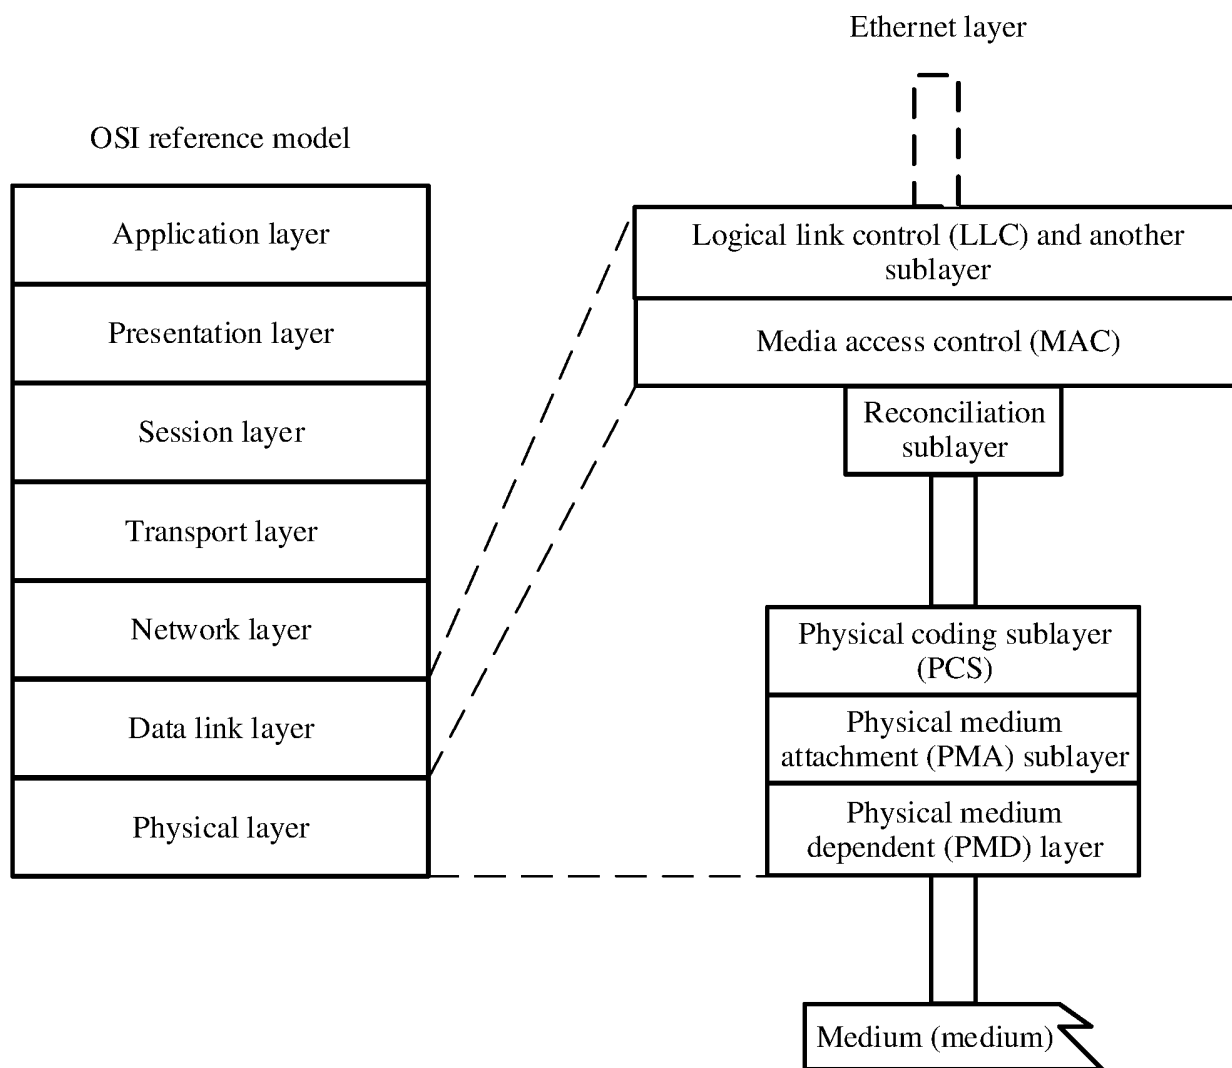 Ethernet layer
OSI reference model
Application layer
Presentation layer
Session layer
Transport layer
Network layer
Data link layer
Physical layer
Logical link control (LLC) and another
sublayer
Media access control (MAC)
Reconciliation
sublayer
Physical coding sublayer
(PCS)
Physical medium
attachment (PMA) sublayer
Physical medium
dependent (PMD) layer
Medium (medium)